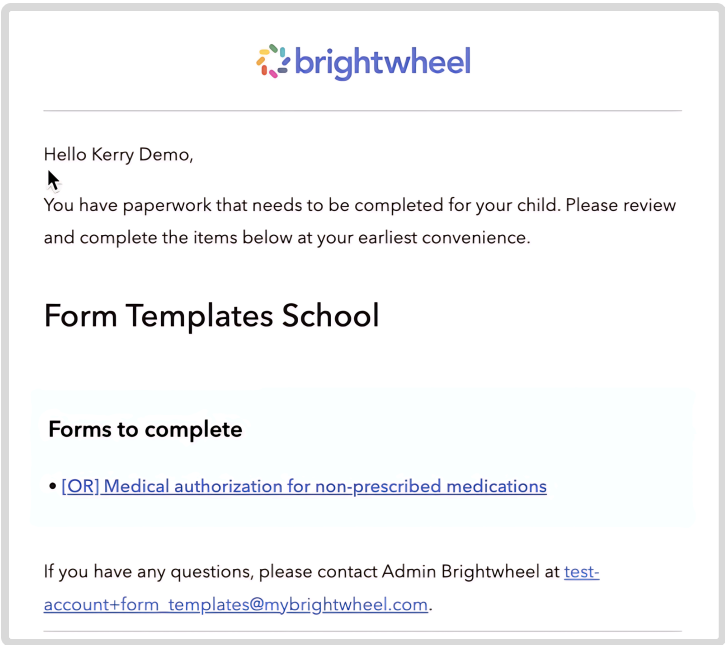 brightwheel
Hello Kerry Demo,
You have paperwork that needs to be completed for your child. Please review
and complete the items below at your earliest convenience.
Form Templates School
Forms to complete
• [OR] Medical authorization for non-prescribed medications
If you have any questions, please contact Admin Brightwheel at test-
account+form_templates@mybrightwheel.com.